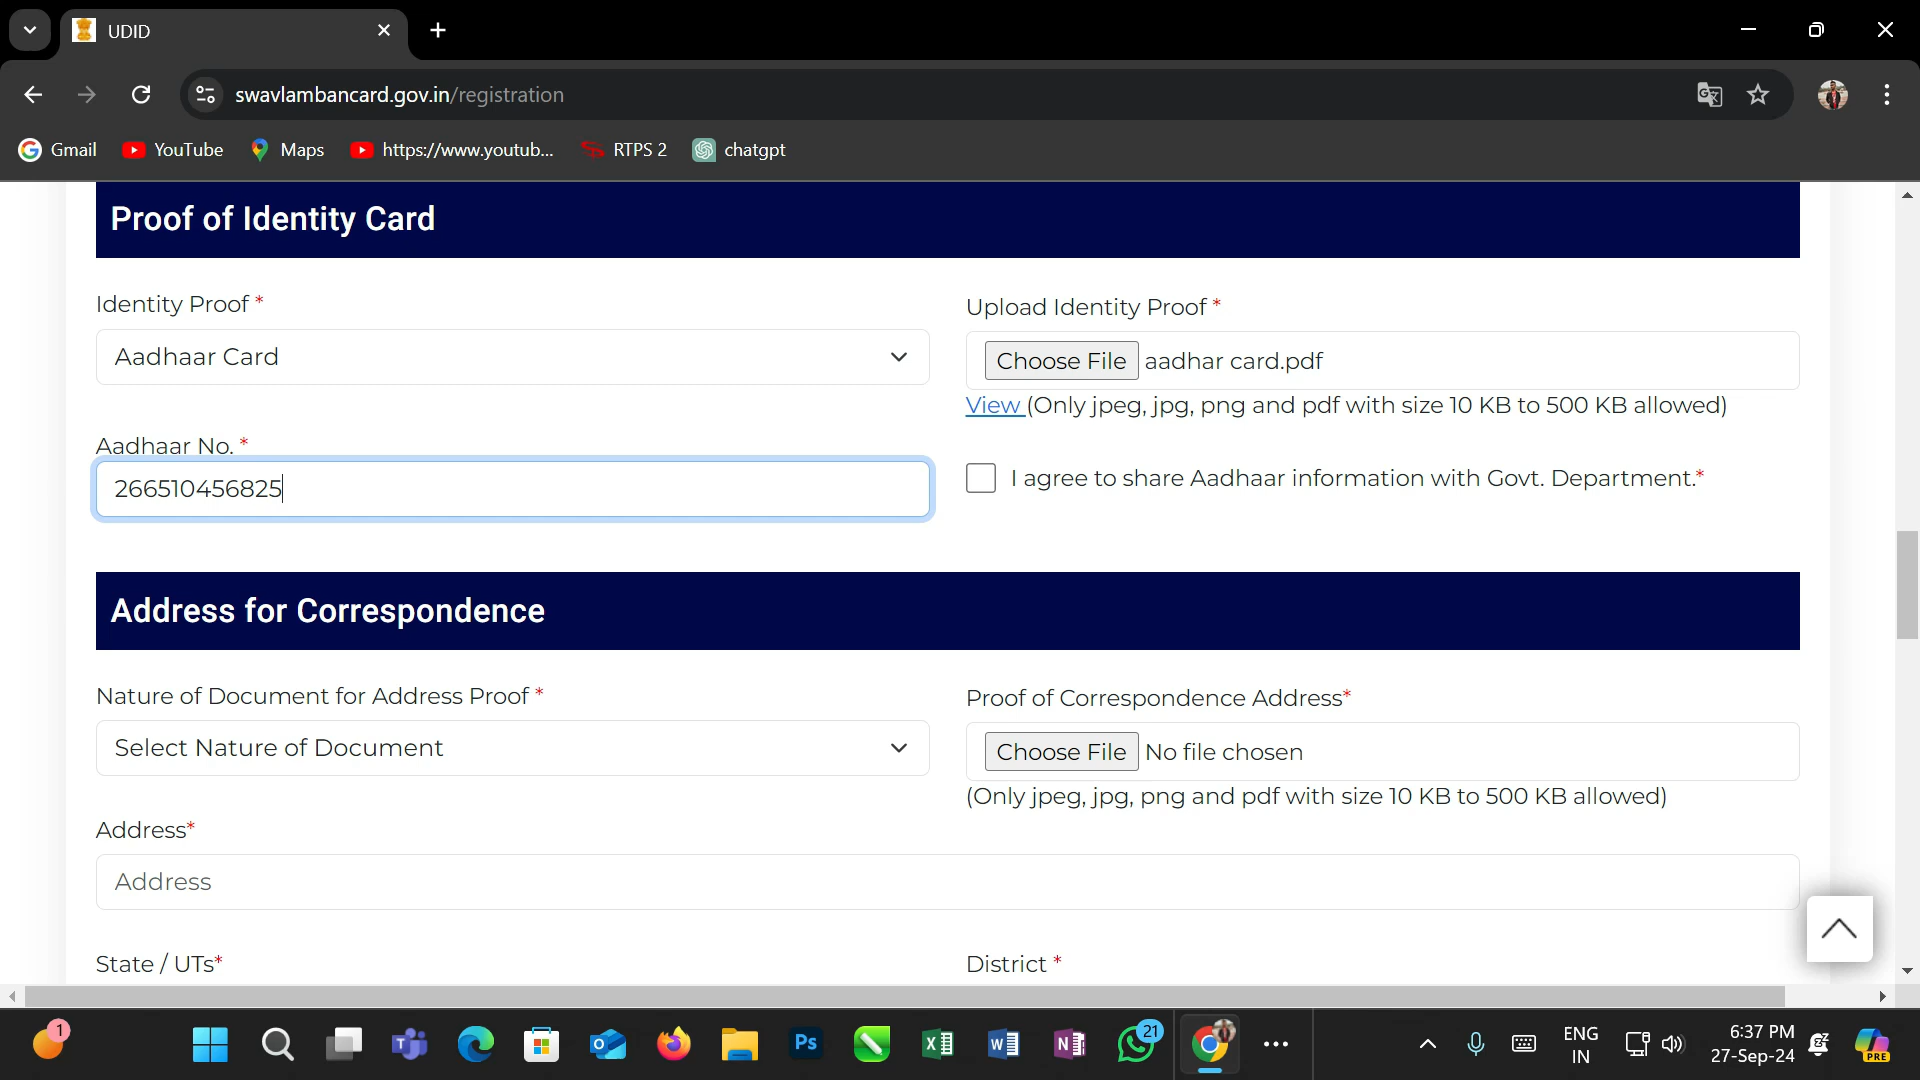 UDID
swavlambancard.gov.in/registration
Gmail YouTube Maps https://www.youtub... RTPS 2 chatgpt
Proof of Identity Card
Identity Proof *
Upload Identity Proof *
Aadhaar Card
Choose File aadhar card.pdf
View (Only jpeg, jpg, png and pdf with size 10 KB to 500 KB allowed)
Aadhaar No. *
266510456825
I agree to share Aadhaar information with Govt. Department.*
Address for Correspondence
Nature of Document for Address Proof *
Proof of Correspondence Address*
Select Nature of Document
Choose File No file chosen
(Only jpeg, jpg, png and pdf with size 10 KB to 500 KB allowed)
Address*
Address
State / UTs*
District *
1
21
Ps
ENG
IN
6:37 PM
27-Sep-24
PRE